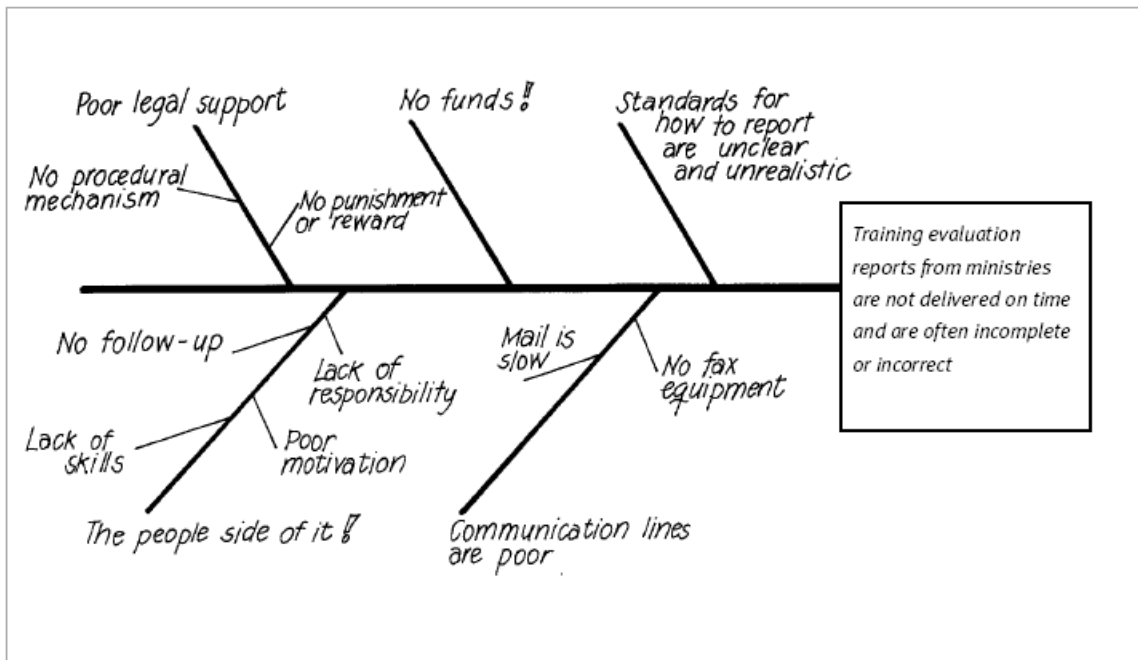 Poor legal support
No procedural
mechanism
No punishment
or reward
No funds!
Standards for
how to report
are unclear
and unrealistic
Training evaluation
reports from ministries
are not delivered on time
and are often incomplete
or incorrect
No follow-up
Lack of
responsibility
Lack of
skills
Poor
motivation
The people side of it!
Mail is
slow
No fax
equipment
Communication lines
are poor